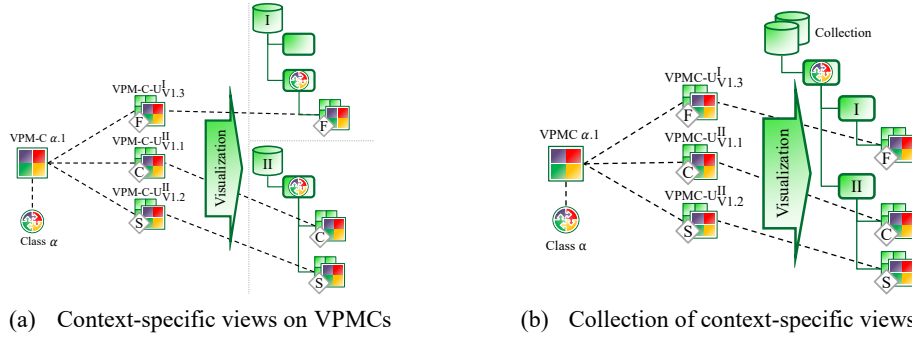 I
VPM-C-U I V1.3
F
F
VPM-C α.1
VPM-C-U II V1.1
C
Visualization
II
VPM-C-U II V1.2
S
Class α
C
S
(a) Context-specific views on VPMCs
Collection
VPMC-U I V1.3
F
I
F
VPMC α.1
VPMC-U II V1.1
C
Visualization
II
VPMC-U II V1.2
S
Class α
C
S
(b) Collection of context-specific views